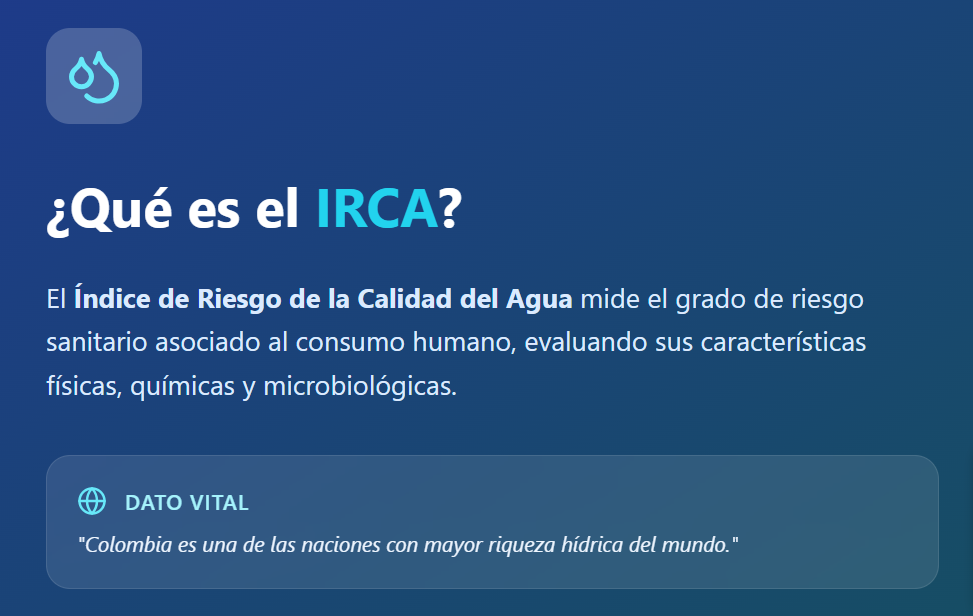 ¿Qué es el IRCA?
El Índice de Riesgo de la Calidad del Agua mide el grado de riesgo
sanitario asociado al consumo humano, evaluando sus características
físicas, químicas y microbiológicas.
DATO VITAL
"Colombia es una de las naciones con mayor riqueza hídrica del mundo."